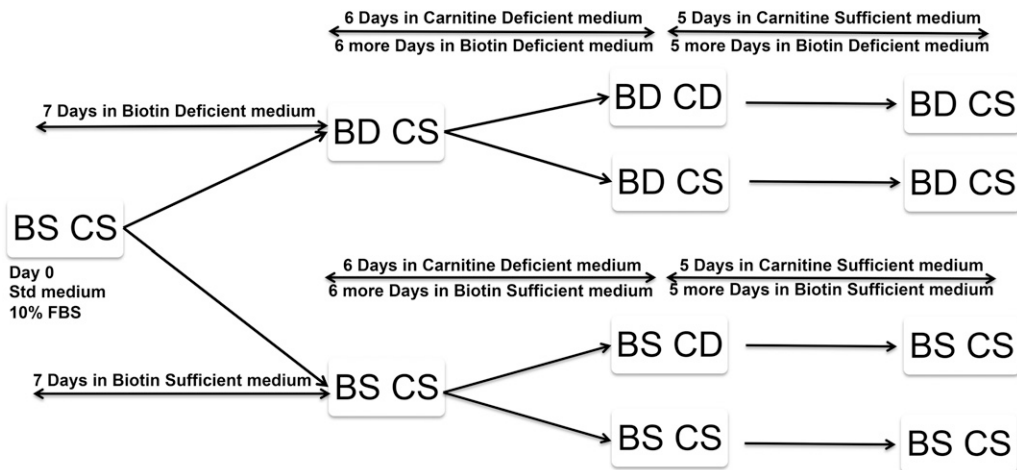 6 Days in Carnitine Deficient medium
5 Days in Carnitine Sufficient medium
6 more Days in Biotin Deficient medium
5 more Days in Biotin Deficient medium
7 Days in Biotin Deficient medium
BD CS
BD CD
BD CS
BD CS
BD CS
BS CS
Day 0
Std medium
10% FBS
6 Days in Carnitine Deficient medium
5 Days in Carnitine Sufficient medium
6 more Days in Biotin Sufficient medium
5 more Days in Biotin Sufficient medium
7 Days in Biotin Sufficient medium
BS CS
BS CD
BS CS
BS CS
BS CS